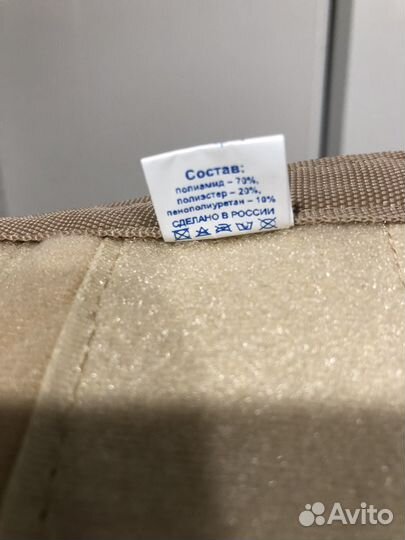 Состав:
полиамид – 70%,
полиэстер – 20%,
пенополиуретан – 10%
СДЕЛАНО В РОССИИ
Avito